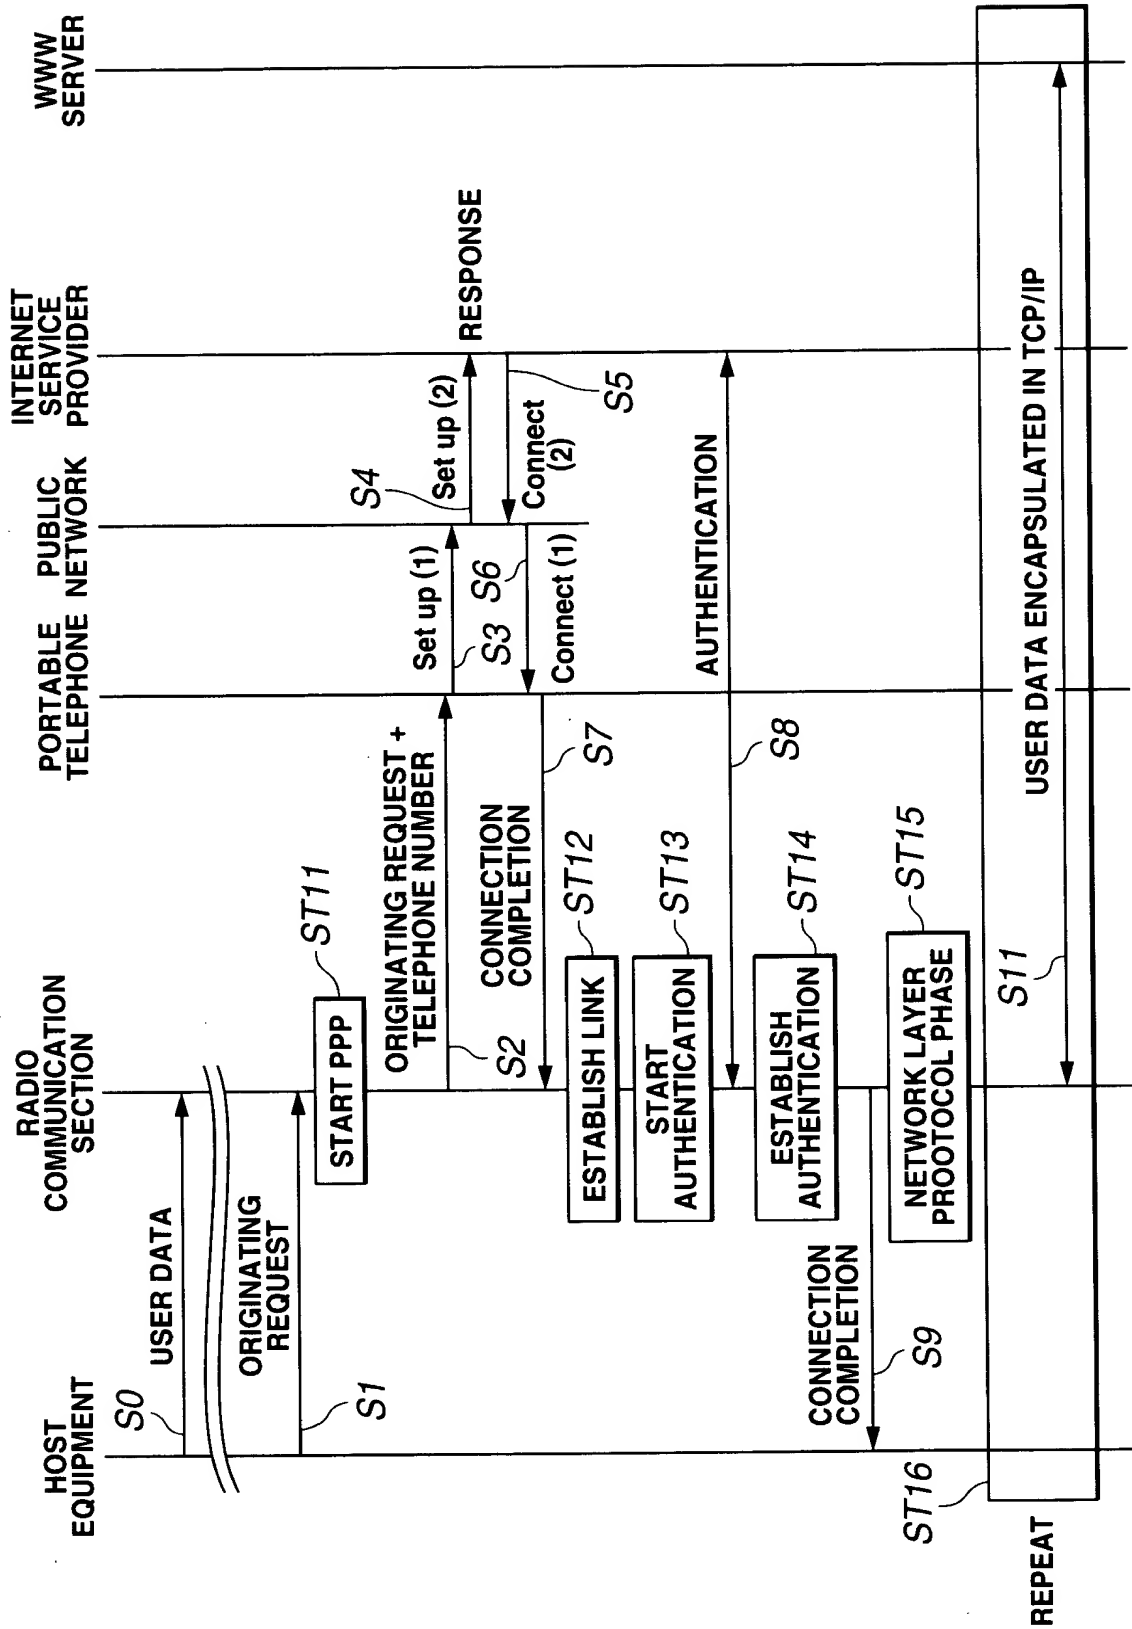 HOST
EQUIPMENT
RADIO
COMMUNICATION
SECTION
PORTABLE
TELEPHONE
PUBLIC
NETWORK
INTERNET
SERVICE
PROVIDER
WWW
SERVER
S0
USER DATA
ORIGINATING
REQUEST
S1
START PPP
ST11
ORIGINATING REQUEST +
TELEPHONE NUMBER
S2
Set up (1)
S3
S4
Set up (2)
RESPONSE
S5
Connect
(2)
S6
Connect (1)
S7
CONNECTION
COMPLETION
ESTABLISH LINK
ST12
START
AUTHENTICATION
ST13
AUTHENTICATION
S8
ESTABLISH
AUTHENTICATION
ST14
CONNECTION
COMPLETION
S9
NETWORK LAYER
PROOTOCOL PHASE
ST15
ST16
REPEAT
S11
USER DATA ENCAPSULATED IN TCP/IP